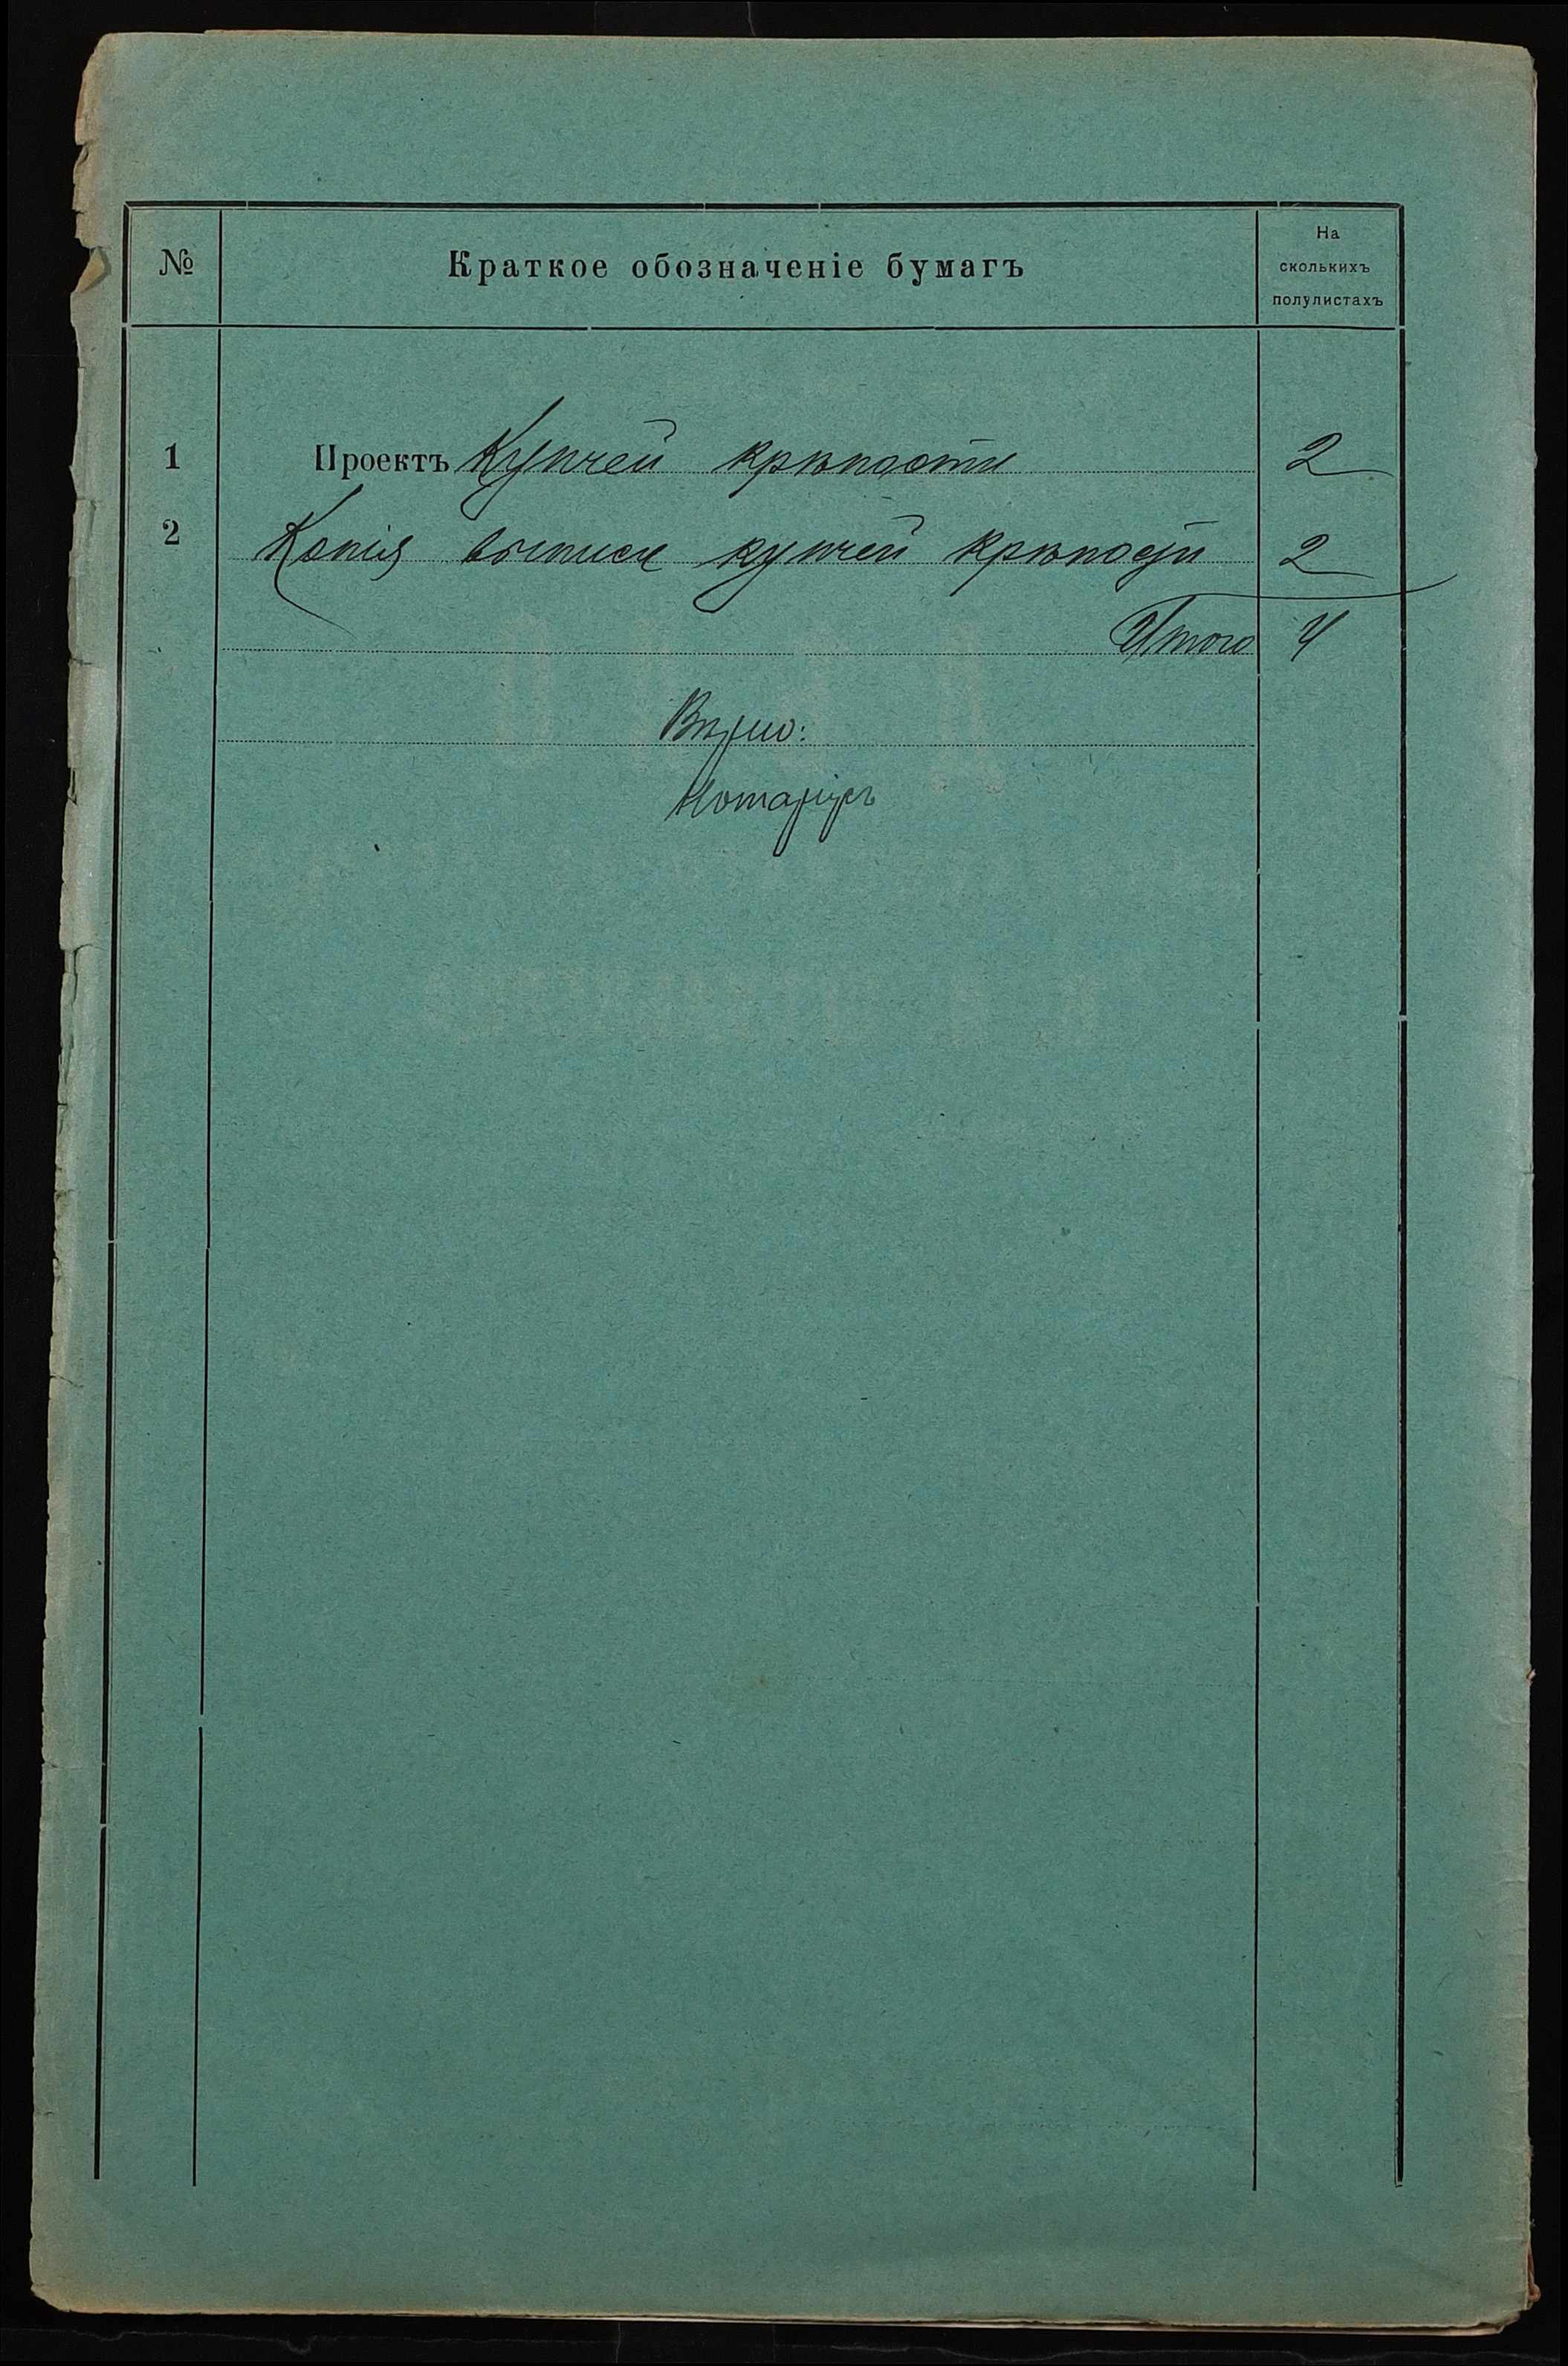 № Краткое обозначеніе бумагъ На
сколькихъ
полулистахъ
1 Проектъ Купчей крѣпости 2
2 Копія выписи купчей крѣпости 2
Итого 4
Вѣрно:
Нотаріусъ